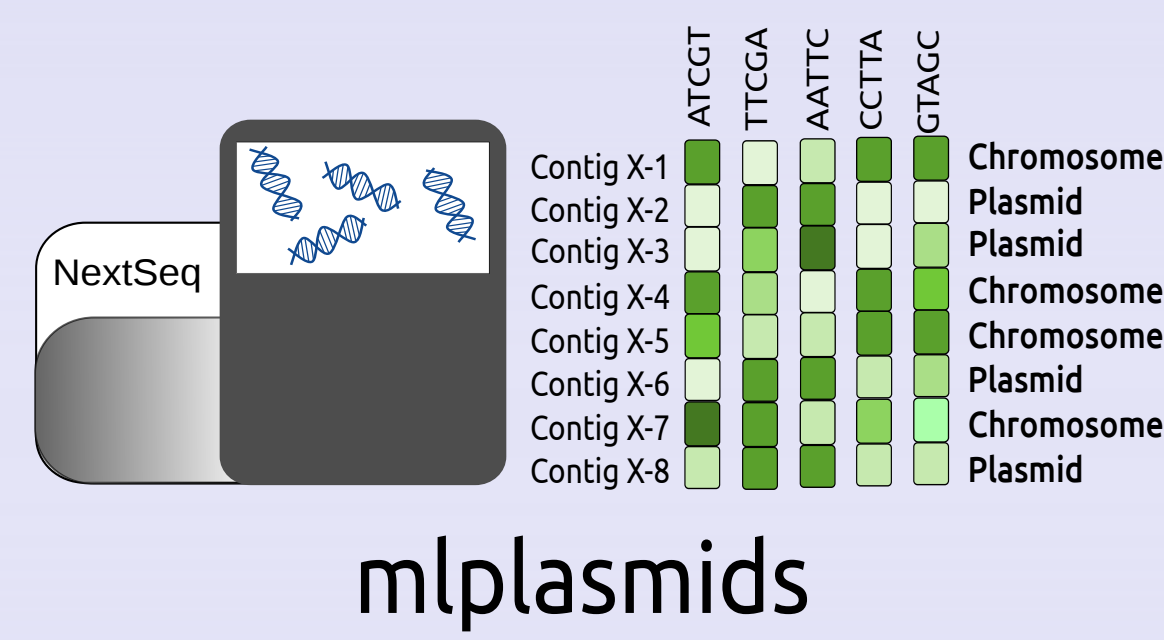 ATCGT TTCGA AATTC CCTTA GTAGC
Contig X-1 Chromosome
Contig X-2 Plasmid
Contig X-3 Plasmid
NextSeq
Contig X-4 Chromosome
Contig X-5 Chromosome
Contig X-6 Plasmid
Contig X-7 Chromosome
Contig X-8 Plasmid
mlplasmids